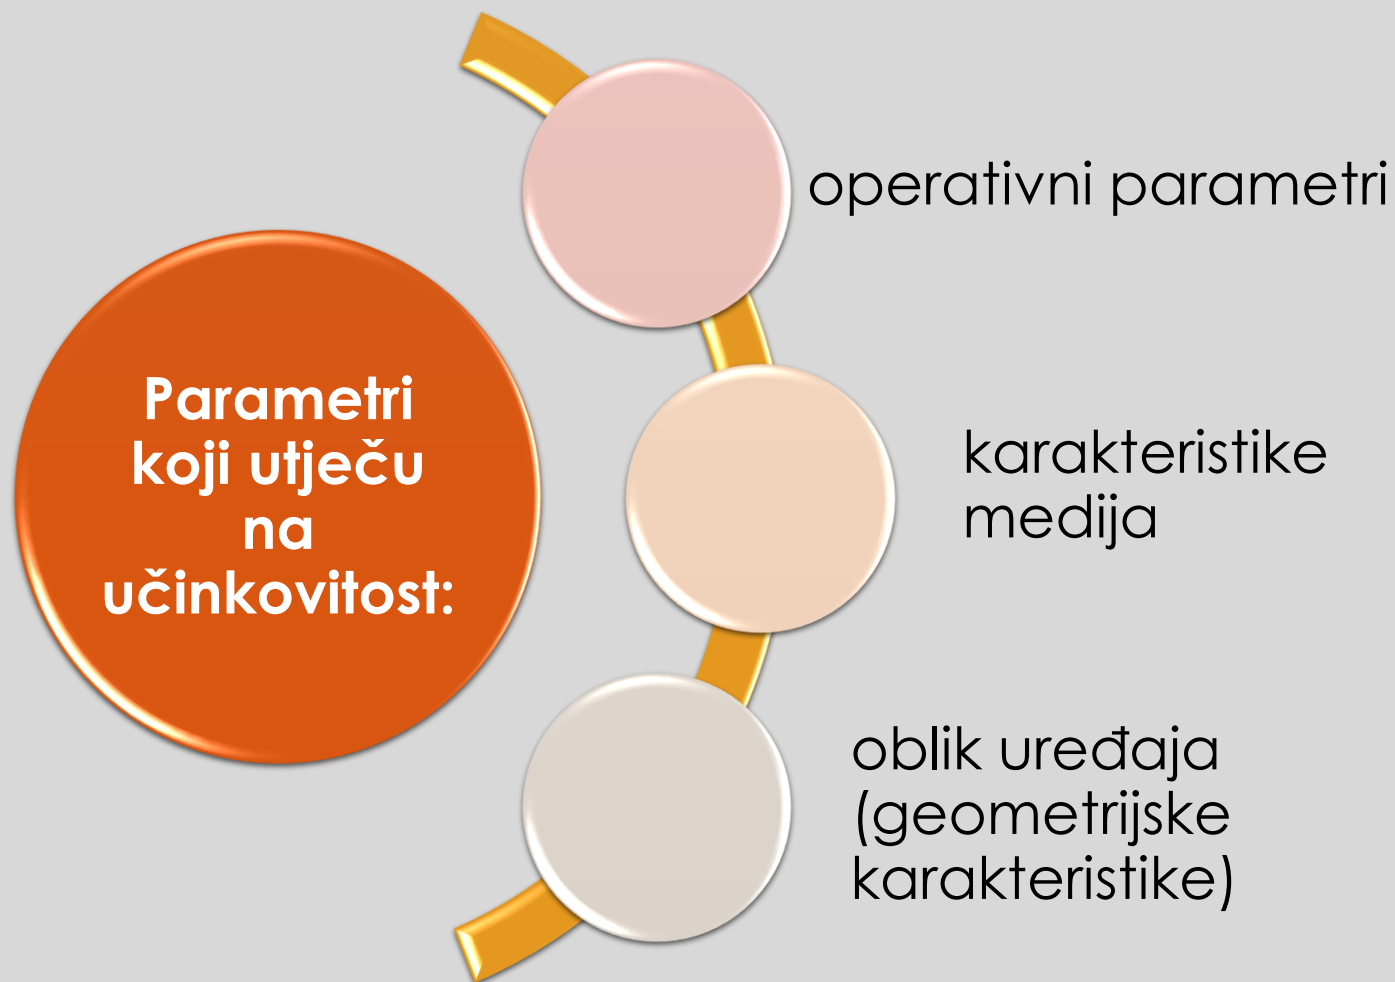 Parametri
koji utječu
na
učinkovitost:
operativni parametri
karakteristike
medija
oblik uređaja
(geometrijske
karakteristike)